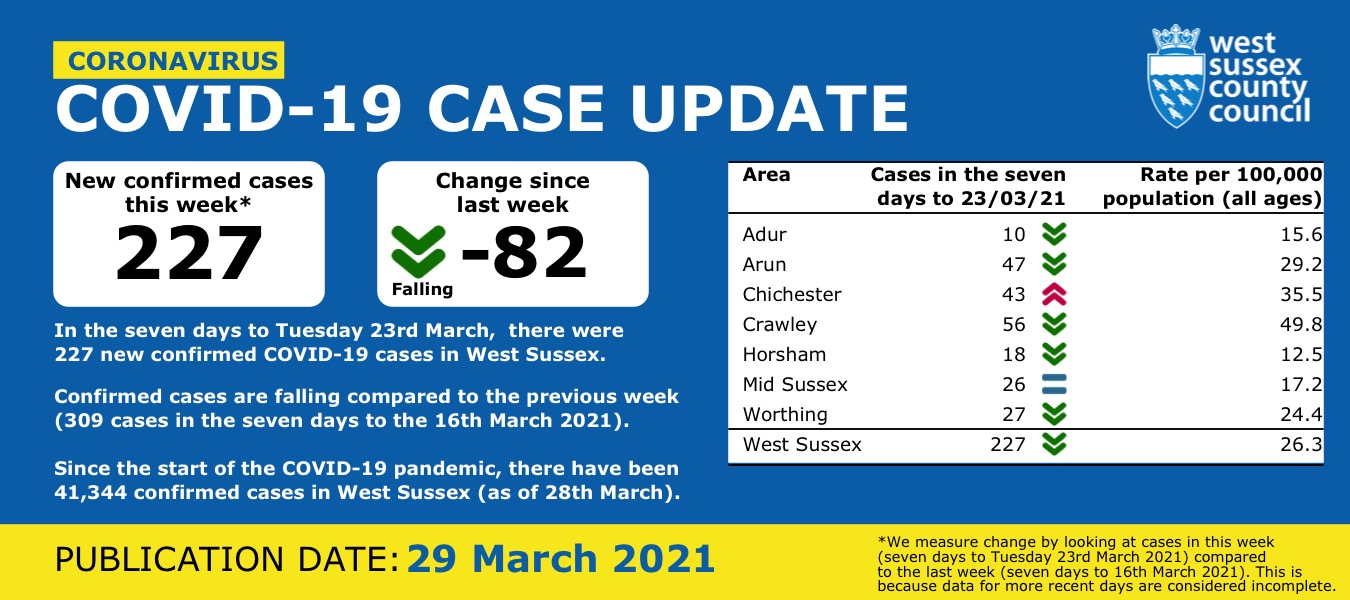 CORONAVIRUS
COVID-19 CASE UPDATE
west
sussex
county
council
New confirmed cases
this week*
227
Change since
last week
-82
Falling
In the seven days to Tuesday 23rd March,  there were
227 new confirmed COVID-19 cases in West Sussex.
Confirmed cases are falling compared to the previous week
(309 cases in the seven days to the 16th March 2021).
Since the start of the COVID-19 pandemic, there have been
41,344 confirmed cases in West Sussex (as of 28th March).
Area Cases in the seven Rate per 100,000
days to 23/03/21 population (all ages)
Adur 10 15.6
Arun 47 29.2
Chichester 43 35.5
Crawley 56 49.8
Horsham 18 12.5
Mid Sussex 26 17.2
Worthing 27 24.4
West Sussex 227 26.3
PUBLICATION DATE: 29 March 2021
*We measure change by looking at cases in this week
(seven days to Tuesday 23rd March 2021) compared
to the last week (seven days to 16th March 2021). This is
because data for more recent days are considered incomplete.